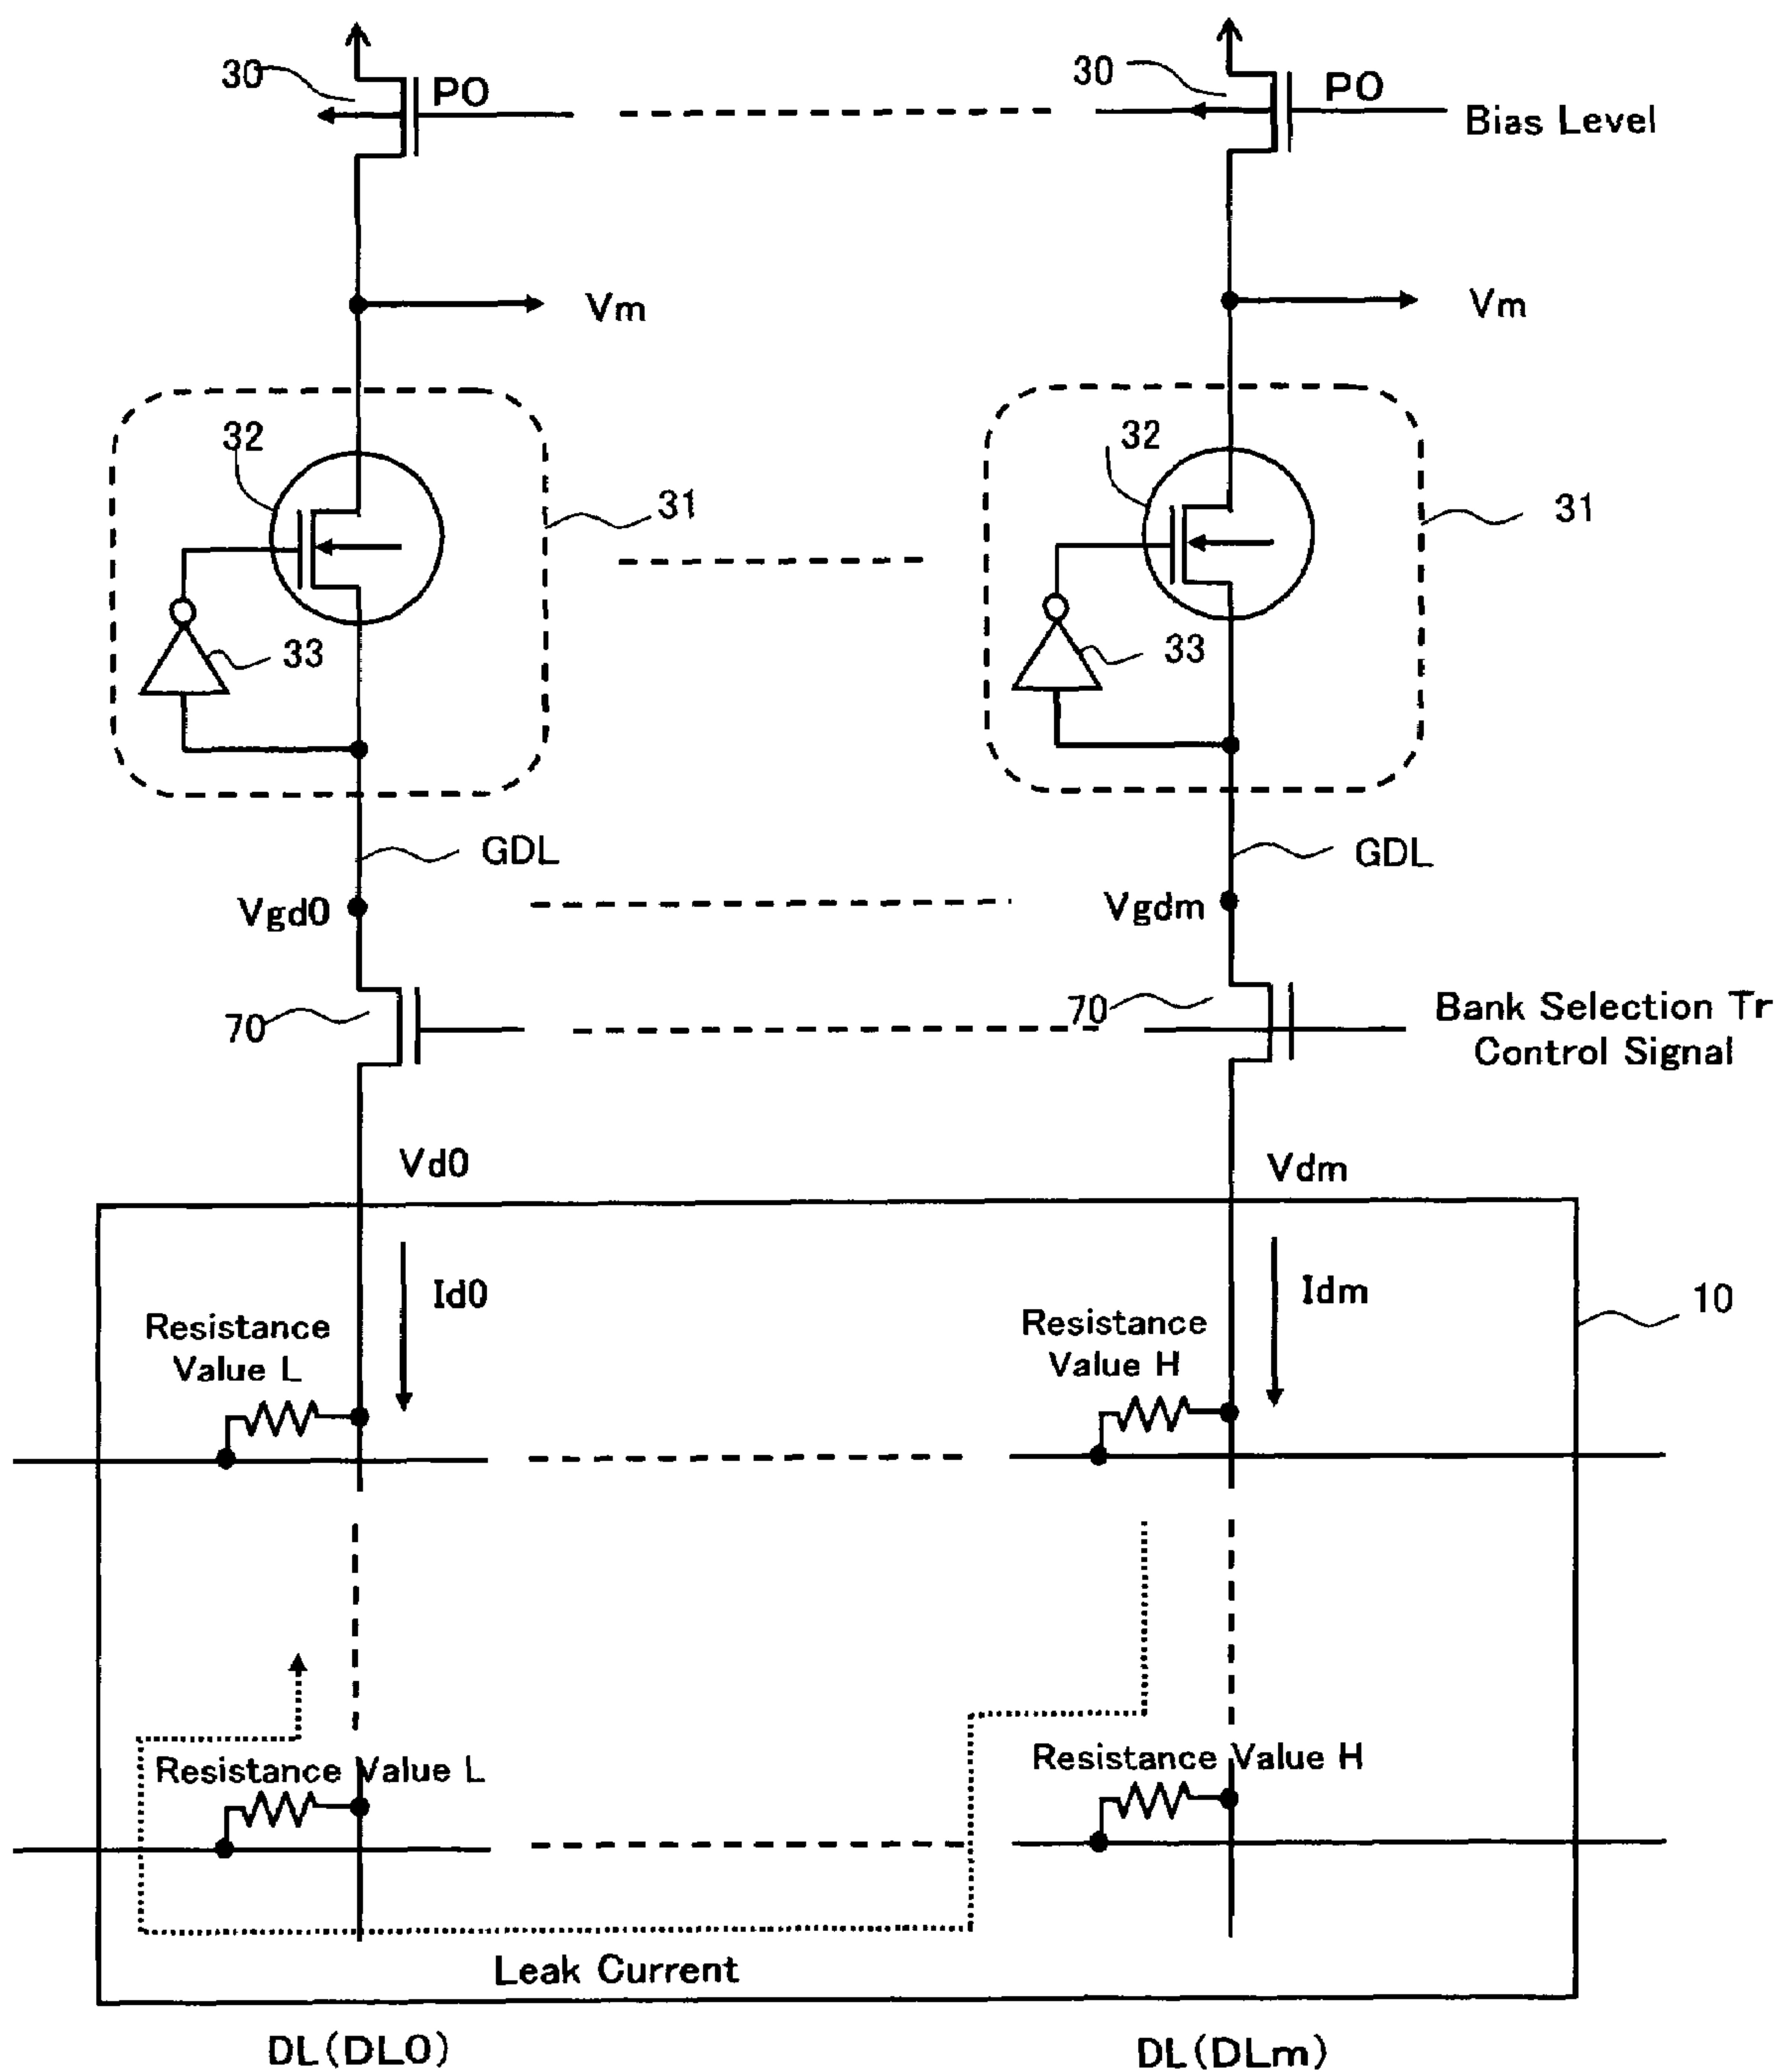 30 P0 30 P0
Bias Level
Vm Vm
32 32
31 31
33 33
GDL GDL
Vgd0 Vgdm
70 70 Bank Selection Tr
Control Signal
Vd0 Vdm
Id0 Idm 10
Resistance Resistance
Value L Value H
Resistance Value L Resistance Value H
Leak Current
DL(DL0) DL(DLm)